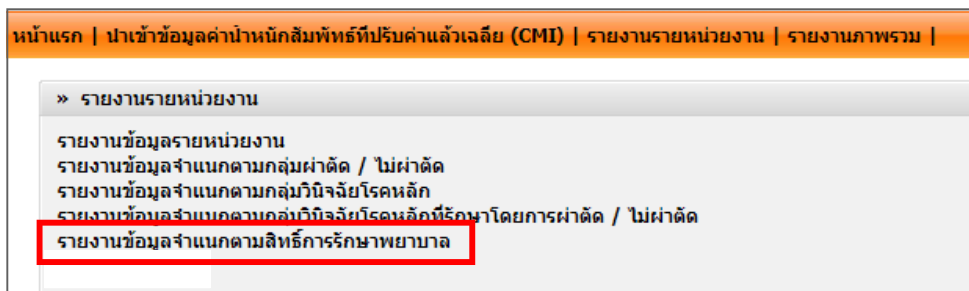 หน้าแรก | นำเข้าข้อมูลค่าน้ำหนักสัมพัทธ์ที่ปรับค่าแล้วเฉลี่ย (CMI) | รายงานรายหน่วยงาน | รายงานภาพรวม |
» รายงานรายหน่วยงาน
รายงานข้อมูลรายหน่วยงาน
รายงานข้อมูลจำแนกตามกลุ่มผ่าตัด / ไม่ผ่าตัด
รายงานข้อมูลจำแนกตามกลุ่มวินิจฉัยโรคหลัก
รายงานข้อมูลจำแนกตามกลุ่มวินิจฉัยโรคหลักที่รักษาโดยการผ่าตัด / ไม่ผ่าตัด
รายงานข้อมูลจำแนกตามสิทธิ์การรักษาพยาบาล